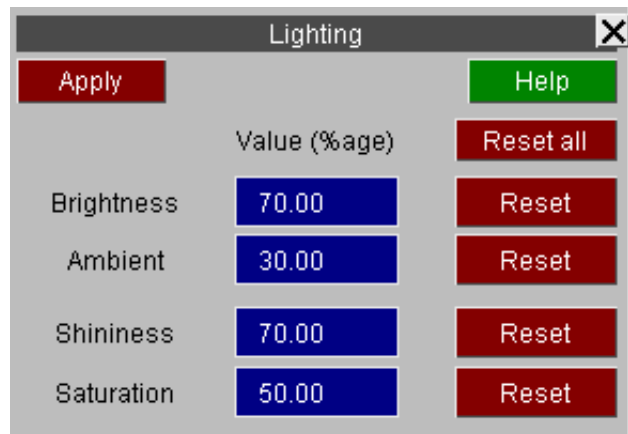 Lighting
Apply Help
Value (%age) Reset all
Brightness 70.00 Reset
Ambient 30.00 Reset
Shininess 70.00 Reset
Saturation 50.00 Reset